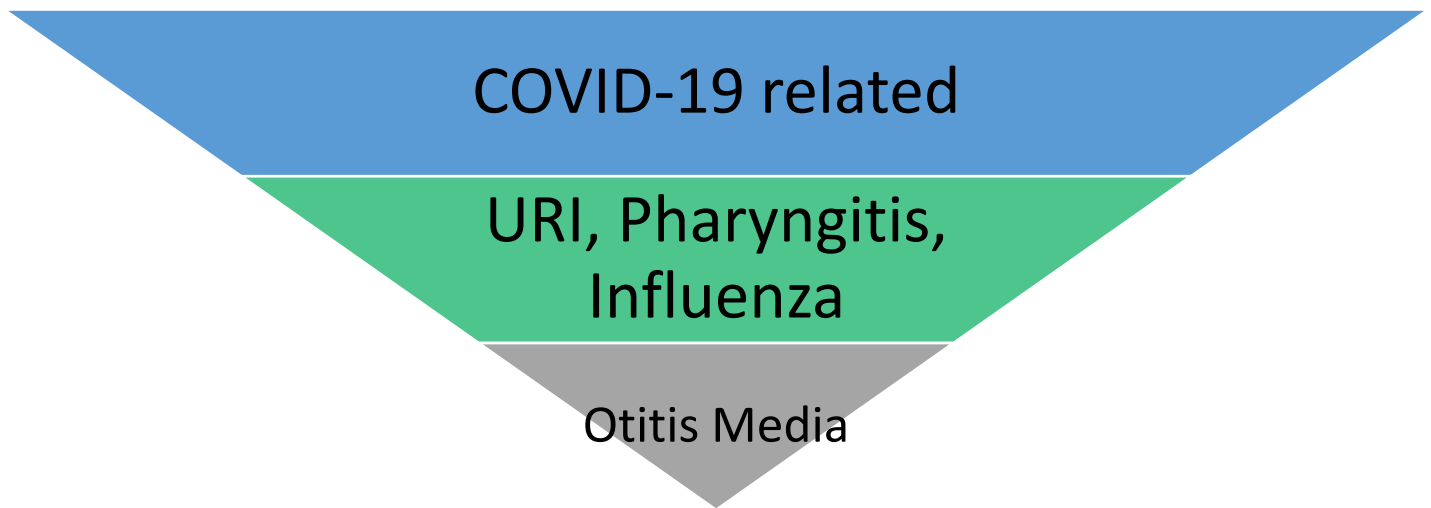 COVID-19 related
URI, Pharyngitis,
Influenza
Otitis Media